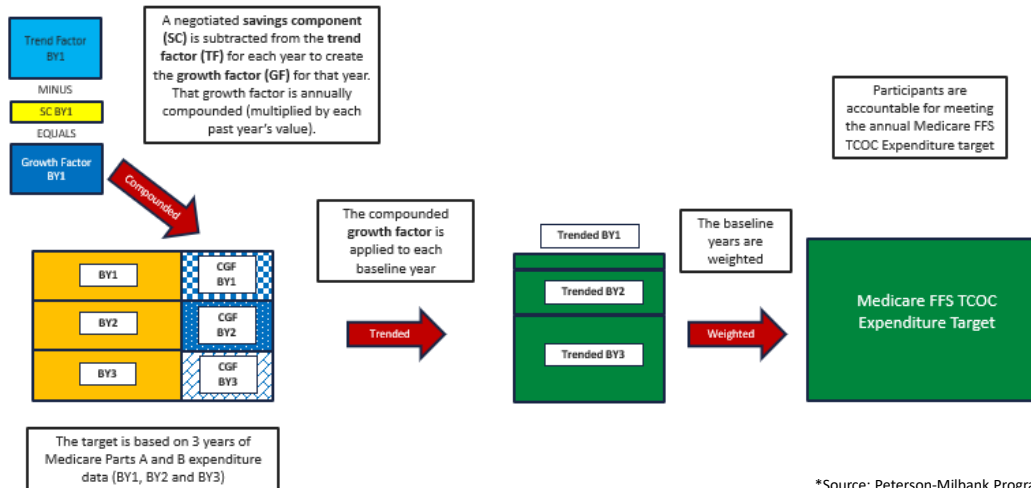 Trend Factor
BY1
MINUS
SC BY1
EQUALS
Growth Factor
BY1
A negotiated savings component
(SC) is subtracted from the trend
factor (TF) for each year to create
the growth factor (GF) for that year.
That growth factor is annually
compounded (multiplied by each
past year's value).
Compounded
Participants are
accountable for meeting
the annual Medicare FFS
TCOC Expenditure target
BY1
CGF
BY1
BY2
CGF
BY2
BY3
CGF
BY3
The compounded
growth factor is
applied to each
baseline year
Trended
Trended BY1
Trended BY2
Trended BY3
The baseline
years are
weighted
Weighted
Medicare FFS TCOC
Expenditure Target
The target is based on 3 years of
Medicare Parts A and B expenditure
data (BY1, BY2 and BY3)
*Source: Peterson-Milbank Progra